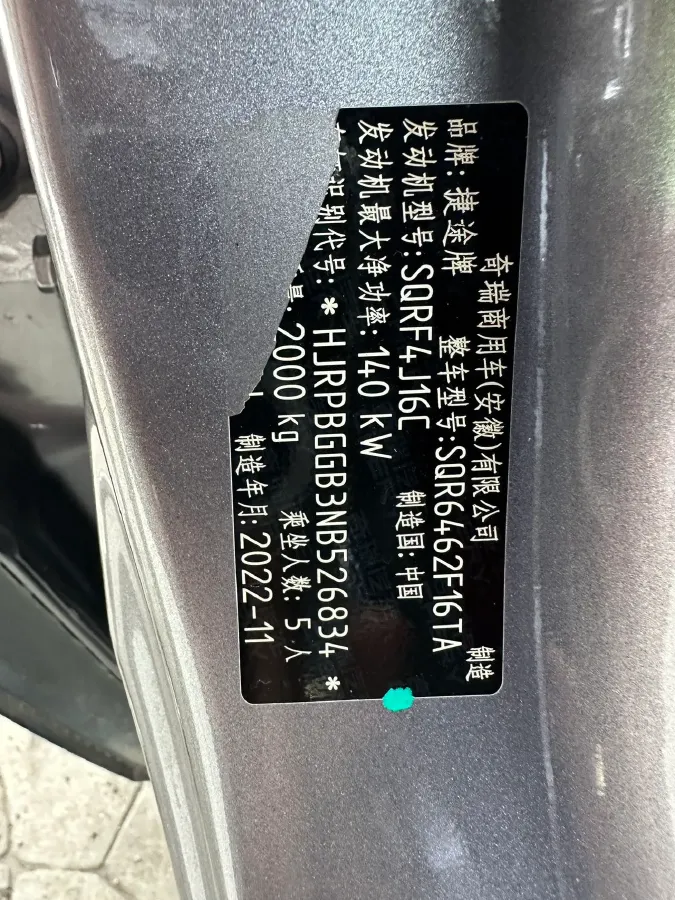 奇瑞商用车(安徽)有限公司 制造
品牌: 捷途牌 整车型号:SQR6462F16TA
发动机型号:SQRF4J16C 制造国: 中国
发动机最大净功率: 140 kW
识别代号: *HJRPBGGB3NB526834*
量: 2000 kg 乘坐人数: 5 人
制造年月: 2022-11